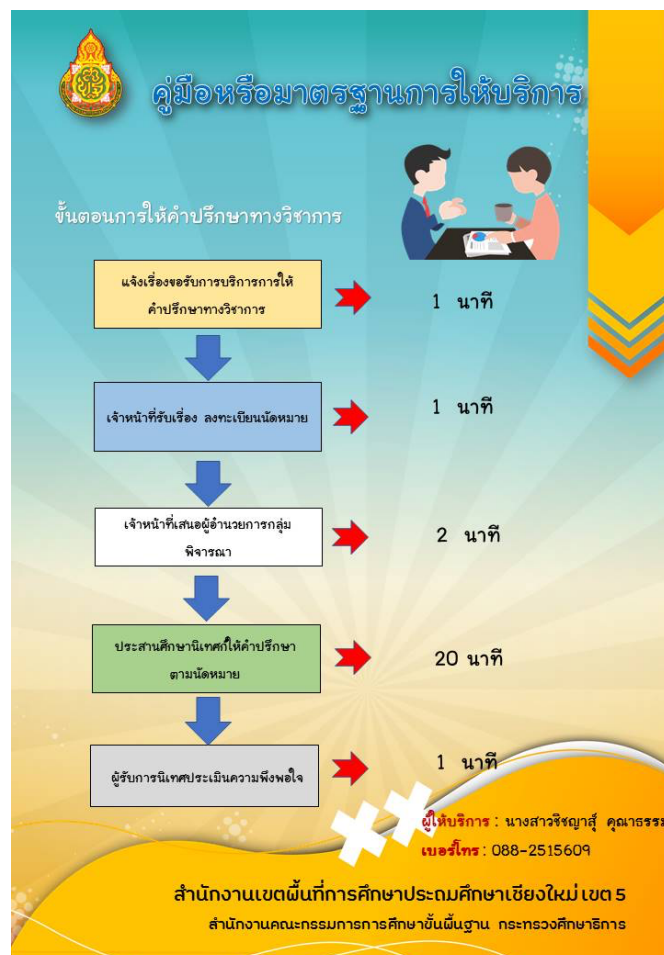 คู่มือหรือมาตรฐานการให้บริการ
ขั้นตอนการให้คำปรึกษาทางวิชาการ
แจ้งเรื่องขอรับการบริการการให้
คำปรึกษาทางวิชาการ
1 นาที
เจ้าหน้าที่รับเรื่อง ลงทะเบียนนัดหมาย
1 นาที
เจ้าหน้าที่เสนอผู้อำนวยการกลุ่ม
พิจารณา
2 นาที
ประสานศึกษานิเทศก์ให้คำปรึกษา
ตามนัดหมาย
20 นาที
ผู้รับการนิเทศประเมินความพึงพอใจ
1 นาที
ผู้ให้บริการ : นางสาวชิชญาสุ์ คุณาธรรม
เบอร์โทร : 088-2515609
สำนักงานเขตพื้นที่การศึกษาประถมศึกษาเชียงใหม่ เขต 5
สำนักงานคณะกรรมการการศึกษาขั้นพื้นฐาน กระทรวงศึกษาธิการ